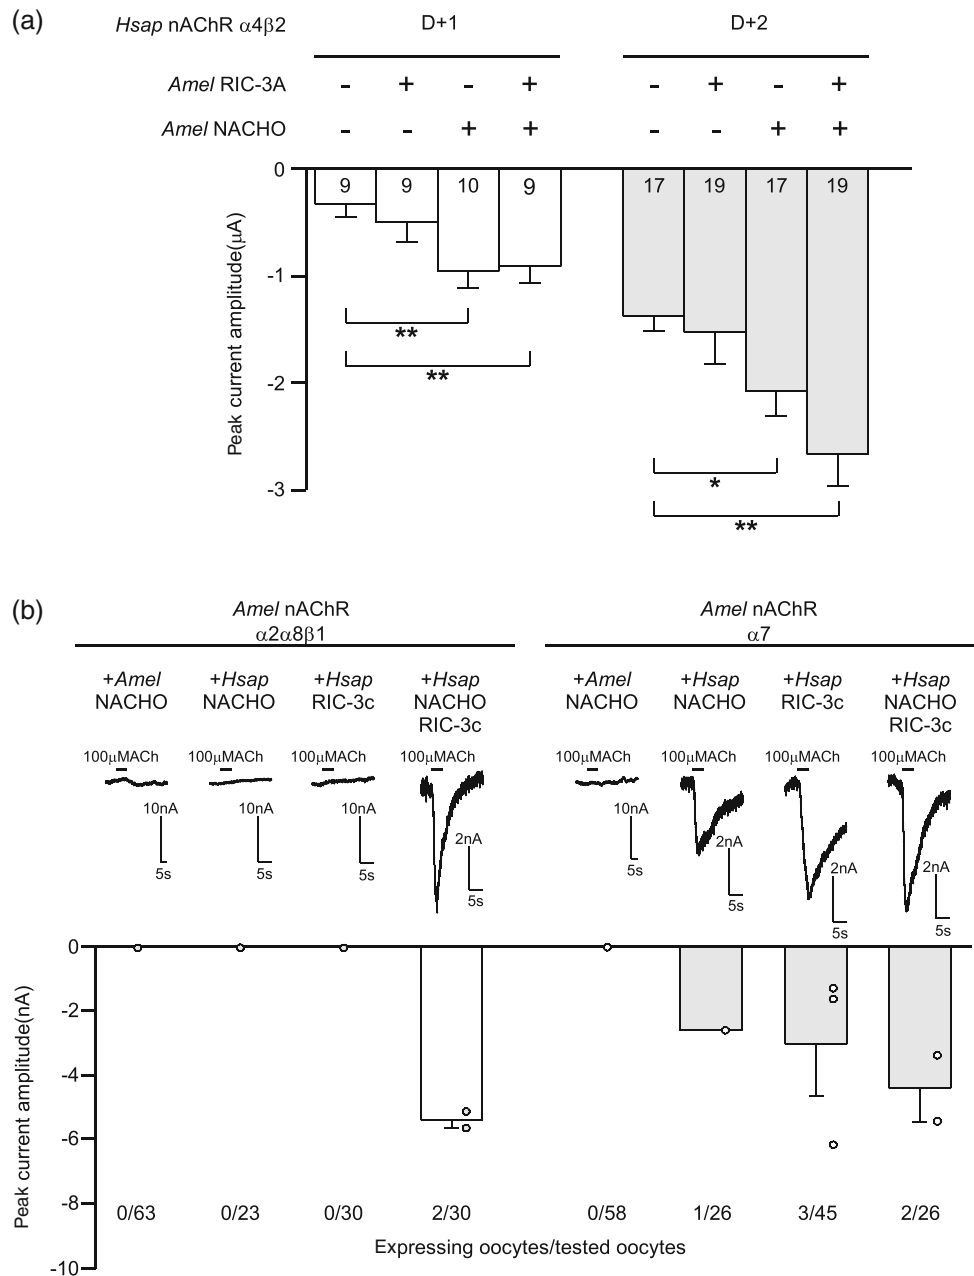 (a)
Hsap nAChR α4β2 D+1 D+2
Amel RIC-3A - + - + - + - +
Amel NACHO - - + + - - + +
0
9 9 10 9 17 19 17 19
Peak current amplitude(μA)
-1
**
**
-2
*
-3
**
(b)
Amel nAChR
α2α8β1
Amel nAChR
α7
+Amel
NACHO
+Hsap
NACHO
+Hsap
RIC-3c
+Hsap
NACHO
RIC-3c
+Amel
NACHO
+Hsap
NACHO
+Hsap
RIC-3c
+Hsap
NACHO
RIC-3c
100μMACh 100μMACh 100μMACh 100μMACh 100μMACh 100μMACh 100μMACh 100μMACh
10nA 10nA 10nA 2nA 10nA 2nA 2nA 2nA
5s 5s 5s 5s 5s 5s 5s 5s
Peak current amplitude(nA)
0
-2
-4
-6
-8
0/63 0/23 0/30 2/30 0/58 1/26 3/45 2/26
Expressing oocytes/tested oocytes
-10